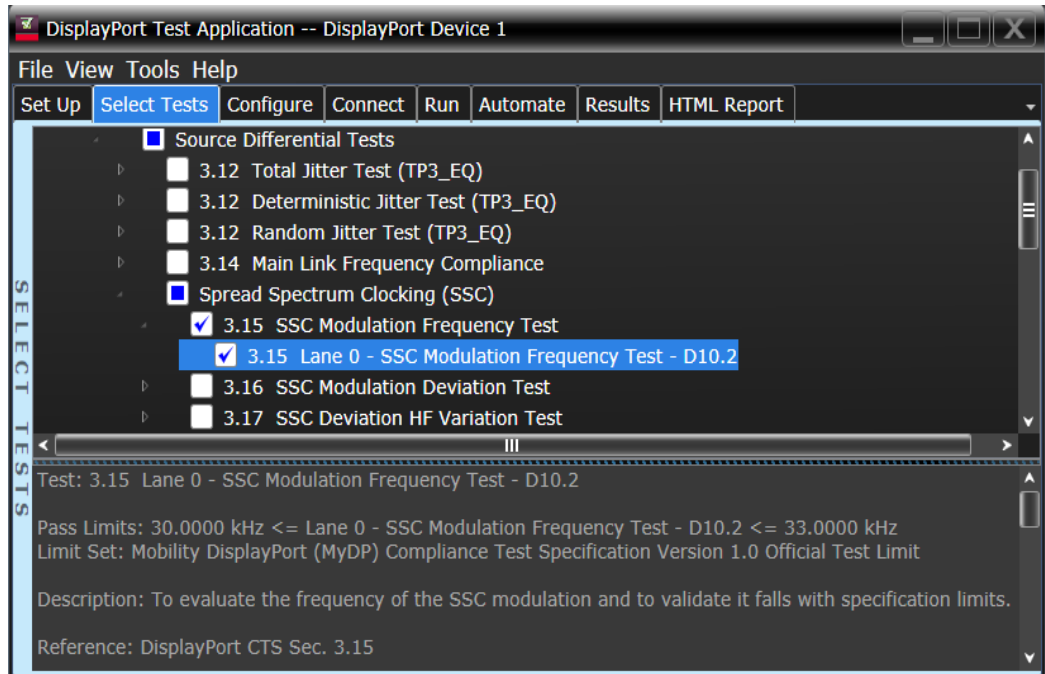 DisplayPort Test Application -- DisplayPort Device 1
File View Tools Help
Set Up Select Tests Configure Connect Run Automate Results HTML Report
SELECT TESTS
Source Differential Tests
3.12 Total Jitter Test (TP3_EQ)
3.12 Deterministic Jitter Test (TP3_EQ)
3.12 Random Jitter Test (TP3_EQ)
3.14 Main Link Frequency Compliance
Spread Spectrum Clocking (SSC)
3.15 SSC Modulation Frequency Test
3.15 Lane 0 - SSC Modulation Frequency Test - D10.2
3.16 SSC Modulation Deviation Test
3.17 SSC Deviation HF Variation Test
Test: 3.15 Lane 0 - SSC Modulation Frequency Test - D10.2
Pass Limits: 30.0000 kHz <= Lane 0 - SSC Modulation Frequency Test - D10.2 <= 33.0000 kHz
Limit Set: Mobility DisplayPort (MyDP) Compliance Test Specification Version 1.0 Official Test Limit
Description: To evaluate the frequency of the SSC modulation and to validate it falls with specification limits.
Reference: DisplayPort CTS Sec. 3.15